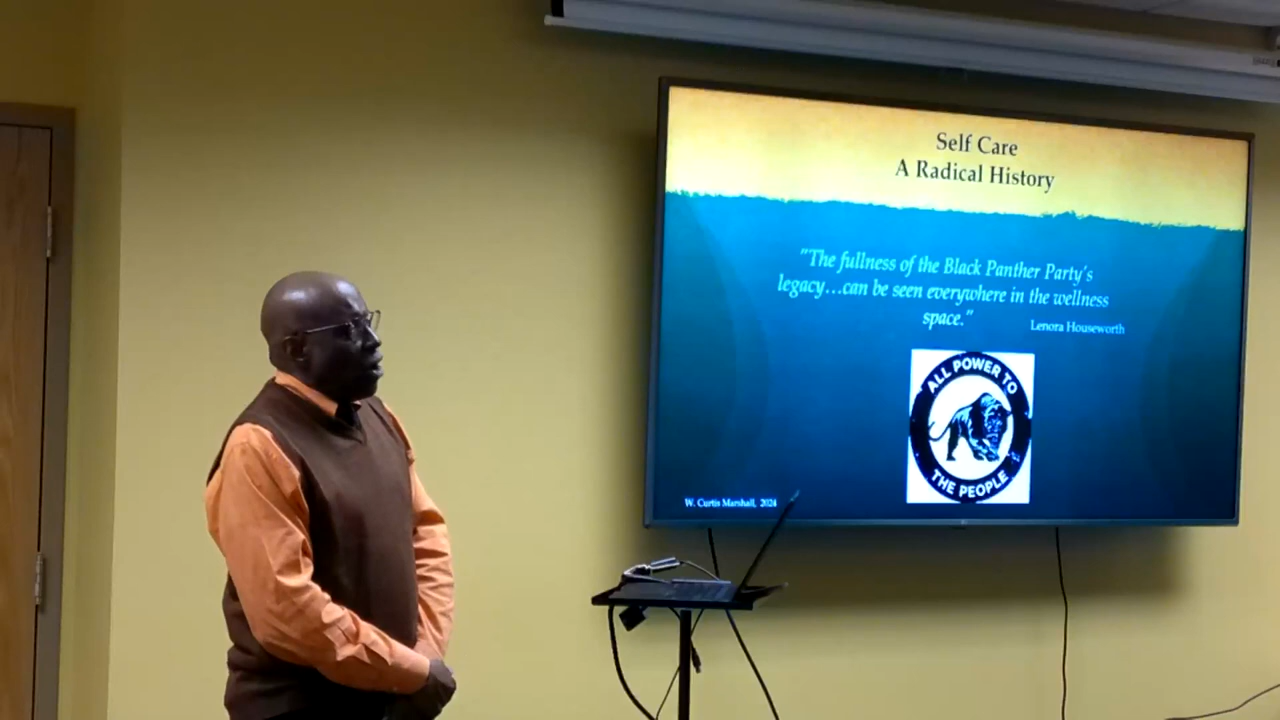 Self Care
A Radical History
"The fullness of the Black Panther Party's
legacy...can be seen everywhere in the wellness
space."
Lenora Houseworth
ALL POWER TO
THE PEOPLE
W. Curtis Marshall, 2024